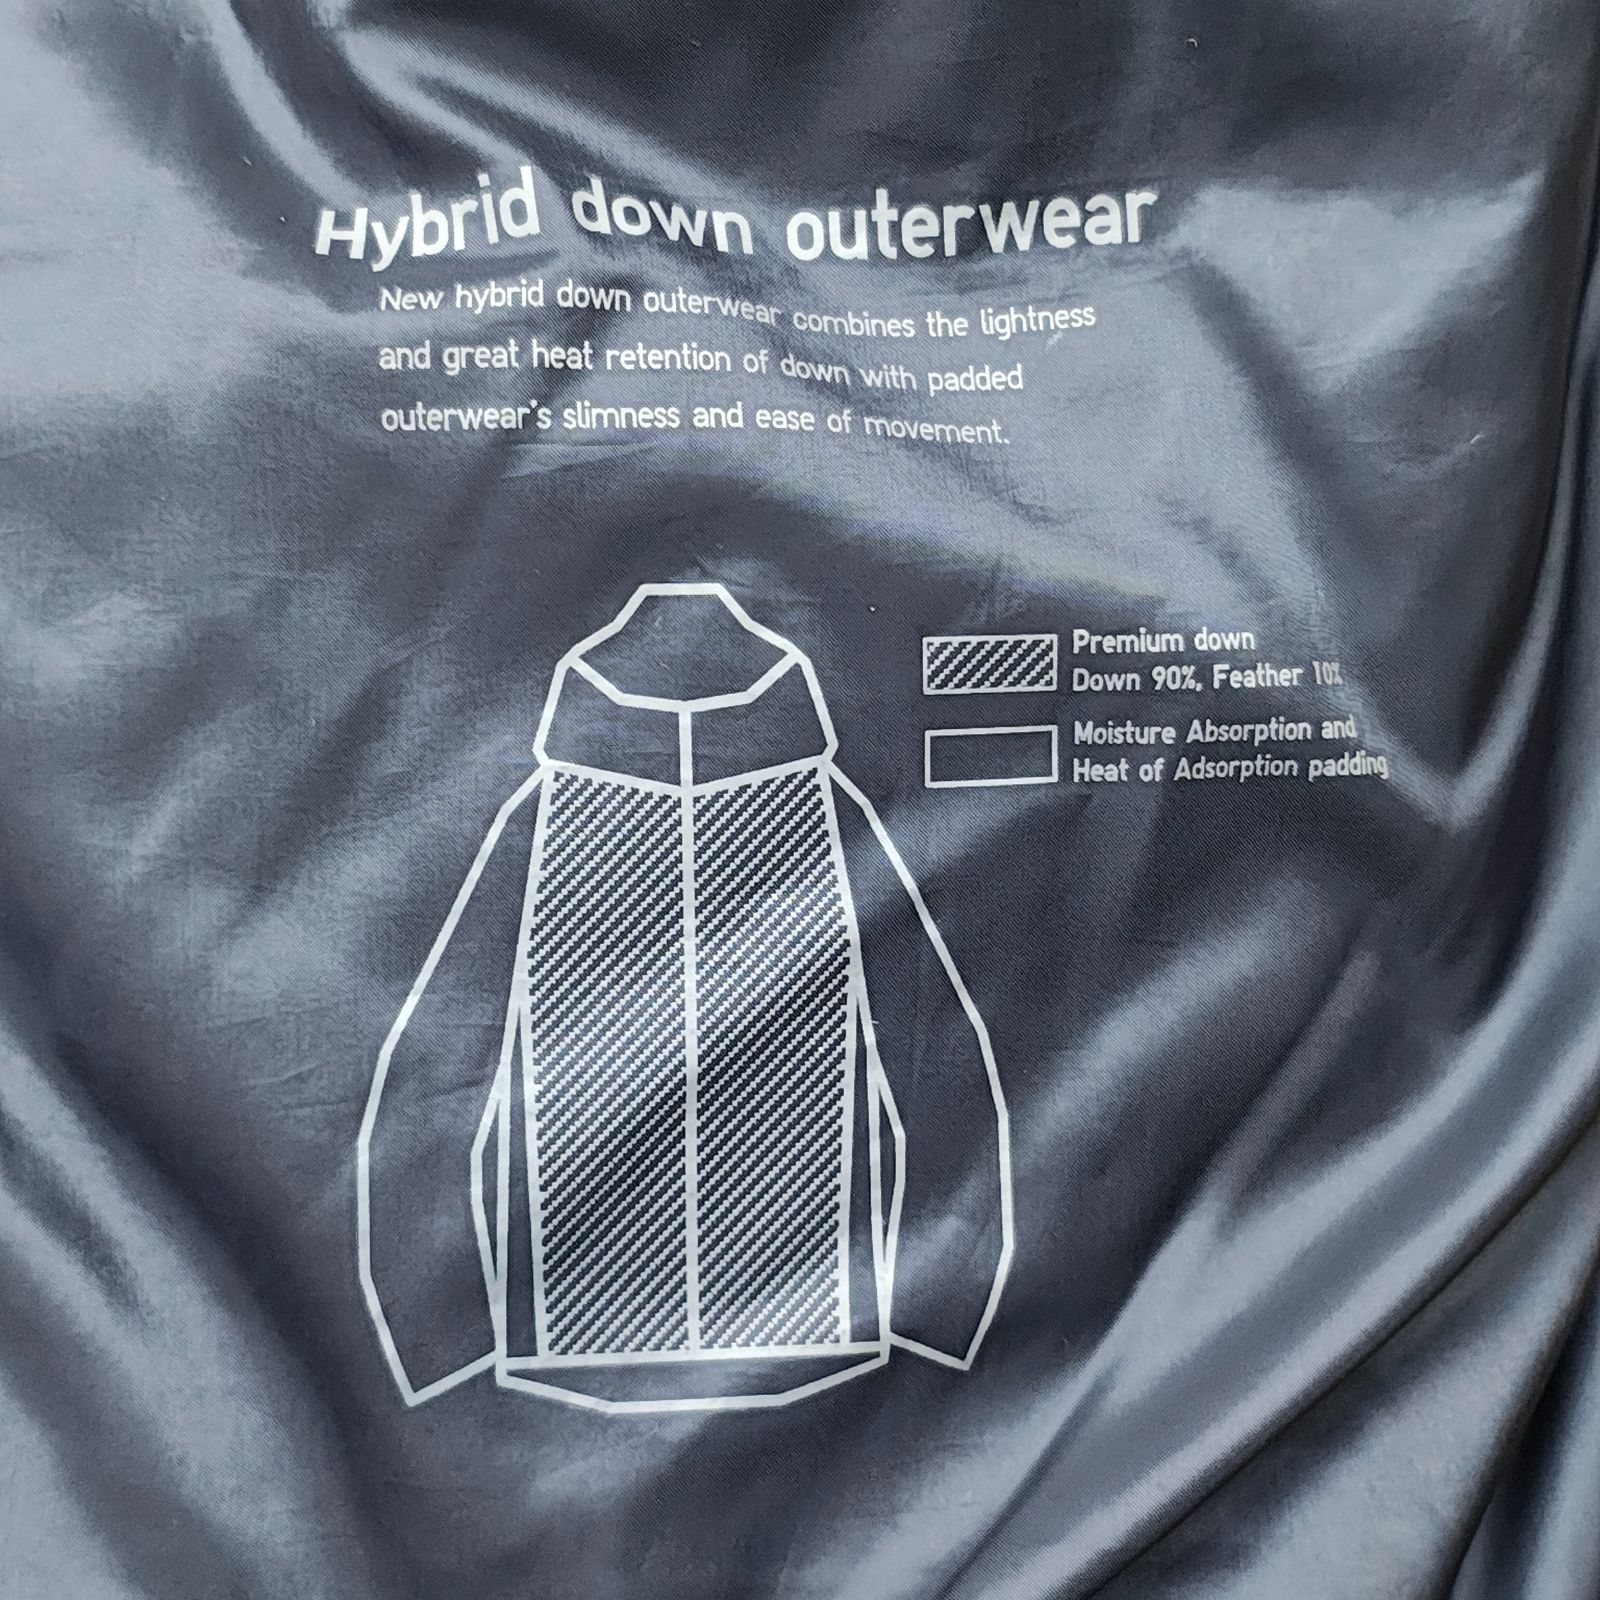 Hybrid down outerwear
New hybrid down outerwear combines the lightness
and great heat retention of down with padded
outerwear's slimness and ease of movement.
Premium down
Down 90%, Feather 10%
Moisture Absorption and
Heat of Adsorption padding